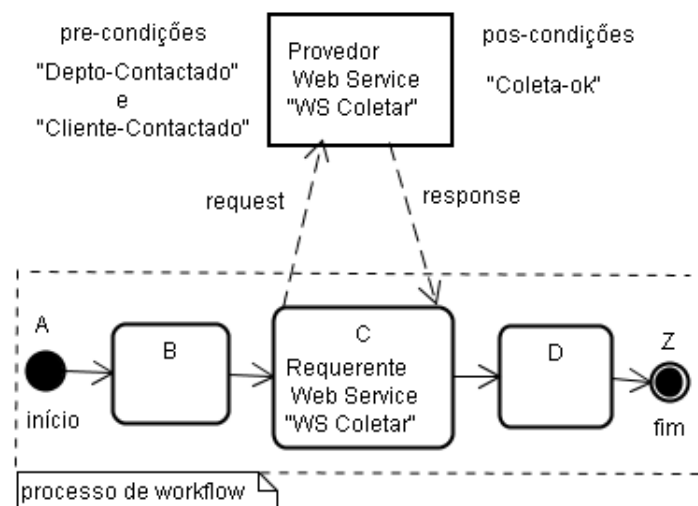 pre-condições
"Depto-Contactado"
e
"Cliente-Contactado"
Provedor
Web Service
"WS Coletar"
pos-condições
"Coleta-ok"
request
response
A
início
B
C
Requerente
Web Service
"WS Coletar"
D
Z
fim
processo de workflow